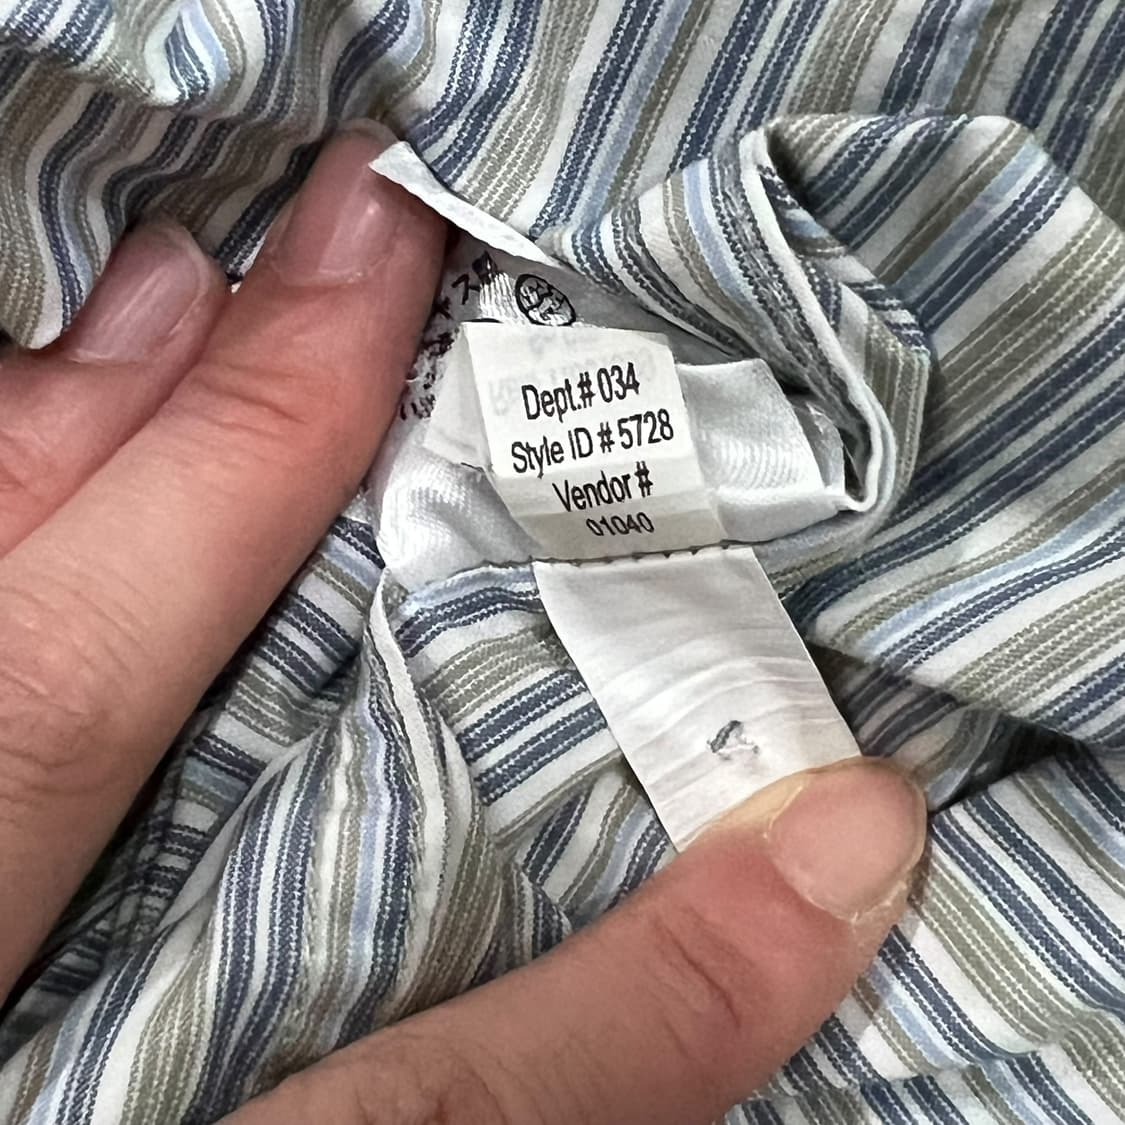 Dept.# 034
Style ID # 5728
Vendor #
01040